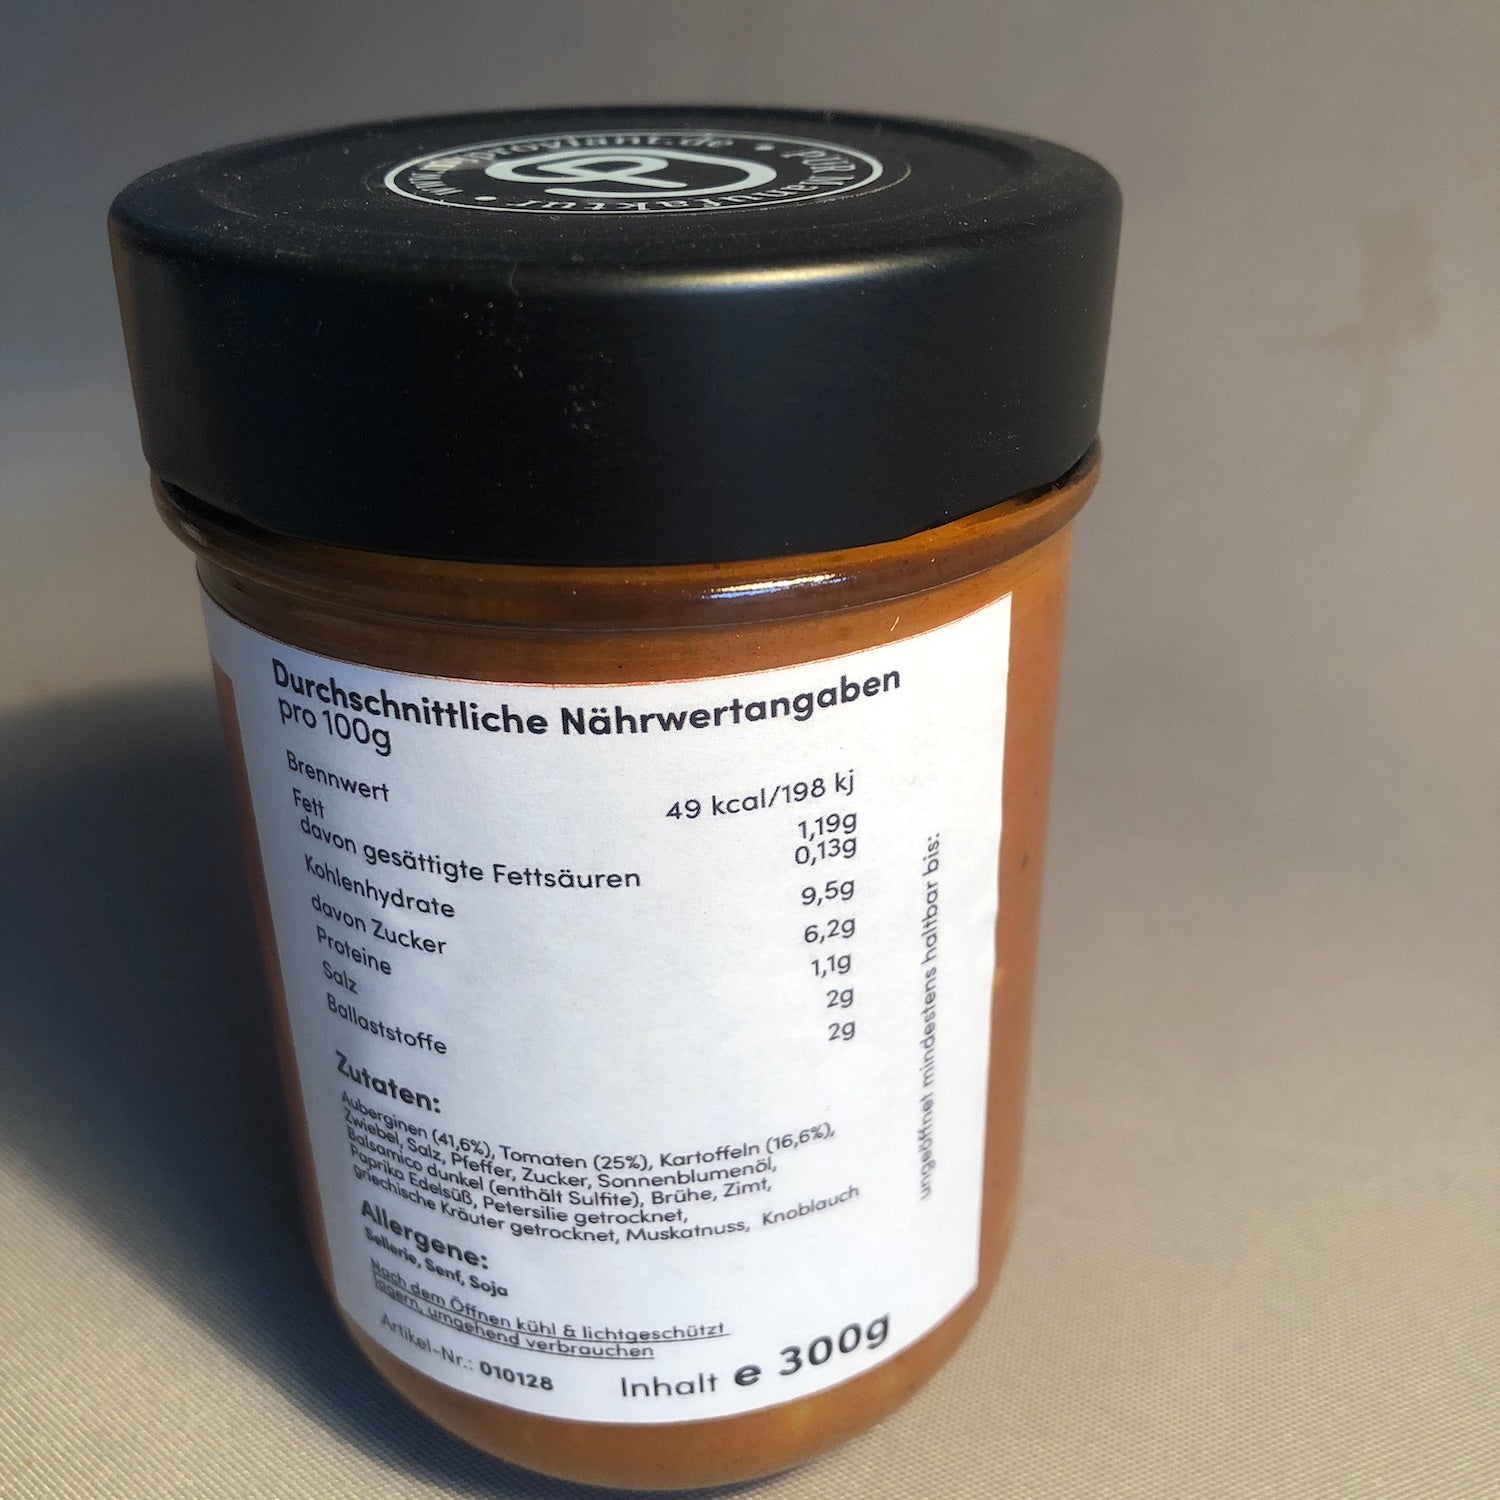 proviant.de
Durchschnittliche Nährwertangaben
pro 100g
Brennwert 49 kcal/198 kj
Fett 1,19g
davon gesättigte Fettsäuren 0,13g
Kohlenhydrate 9,5g
davon Zucker 6,2g
Proteine 1,1g
Salz 2g
Ballaststoffe 2g
Zutaten:
Auberginen (41,6%), Tomaten (25%), Kartoffeln (16,6%),
Zwiebel, Salz, Pfeffer, Zucker, Sonnenblumenöl,
Balsamico dunkel (enthält Sulfite), Brühe, Zimt,
Paprika Edelsüß, Petersilie getrocknet,
griechische Kräuter getrocknet, Muskatnuss, Knoblauch
Allergene:
Sellerie, Senf, Soja
Nach dem Öffnen kühl & lichtgeschützt
lagern, umgehend verbrauchen
Artikel-Nr.: 010128
Inhalt e 300g
ungeöffnet mindestens haltbar bis: